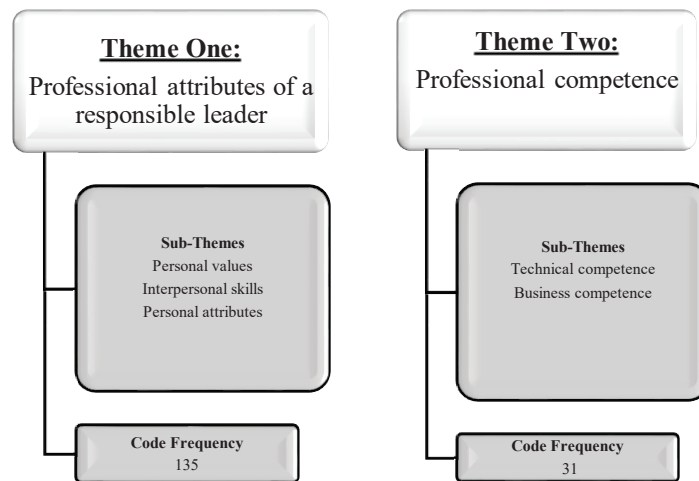 Theme One:
Professional attributes of a
responsible leader
Sub-Themes
Personal values
Interpersonal skills
Personal attributes
Code Frequency
135
Theme Two:
Professional competence
Sub-Themes
Technical competence
Business competence
Code Frequency
31